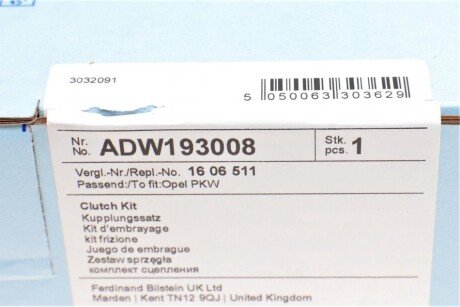 3032091
5 050063 303629
Nr.
No. ADW193008
Stk.
pcs. 1
Vergl.-Nr./Repl.-No. 16 06 511
Passend:/To fit:Opel PKW
Clutch Kit
Kupplungssatz
Kit d'embrayage
kit frizione
Juego de embrague
Zestaw sprzęgła
комплект сцепления
Ferdinand Bilstein UK Ltd
Marden | Kent TN12 9QJ | United Kingdom